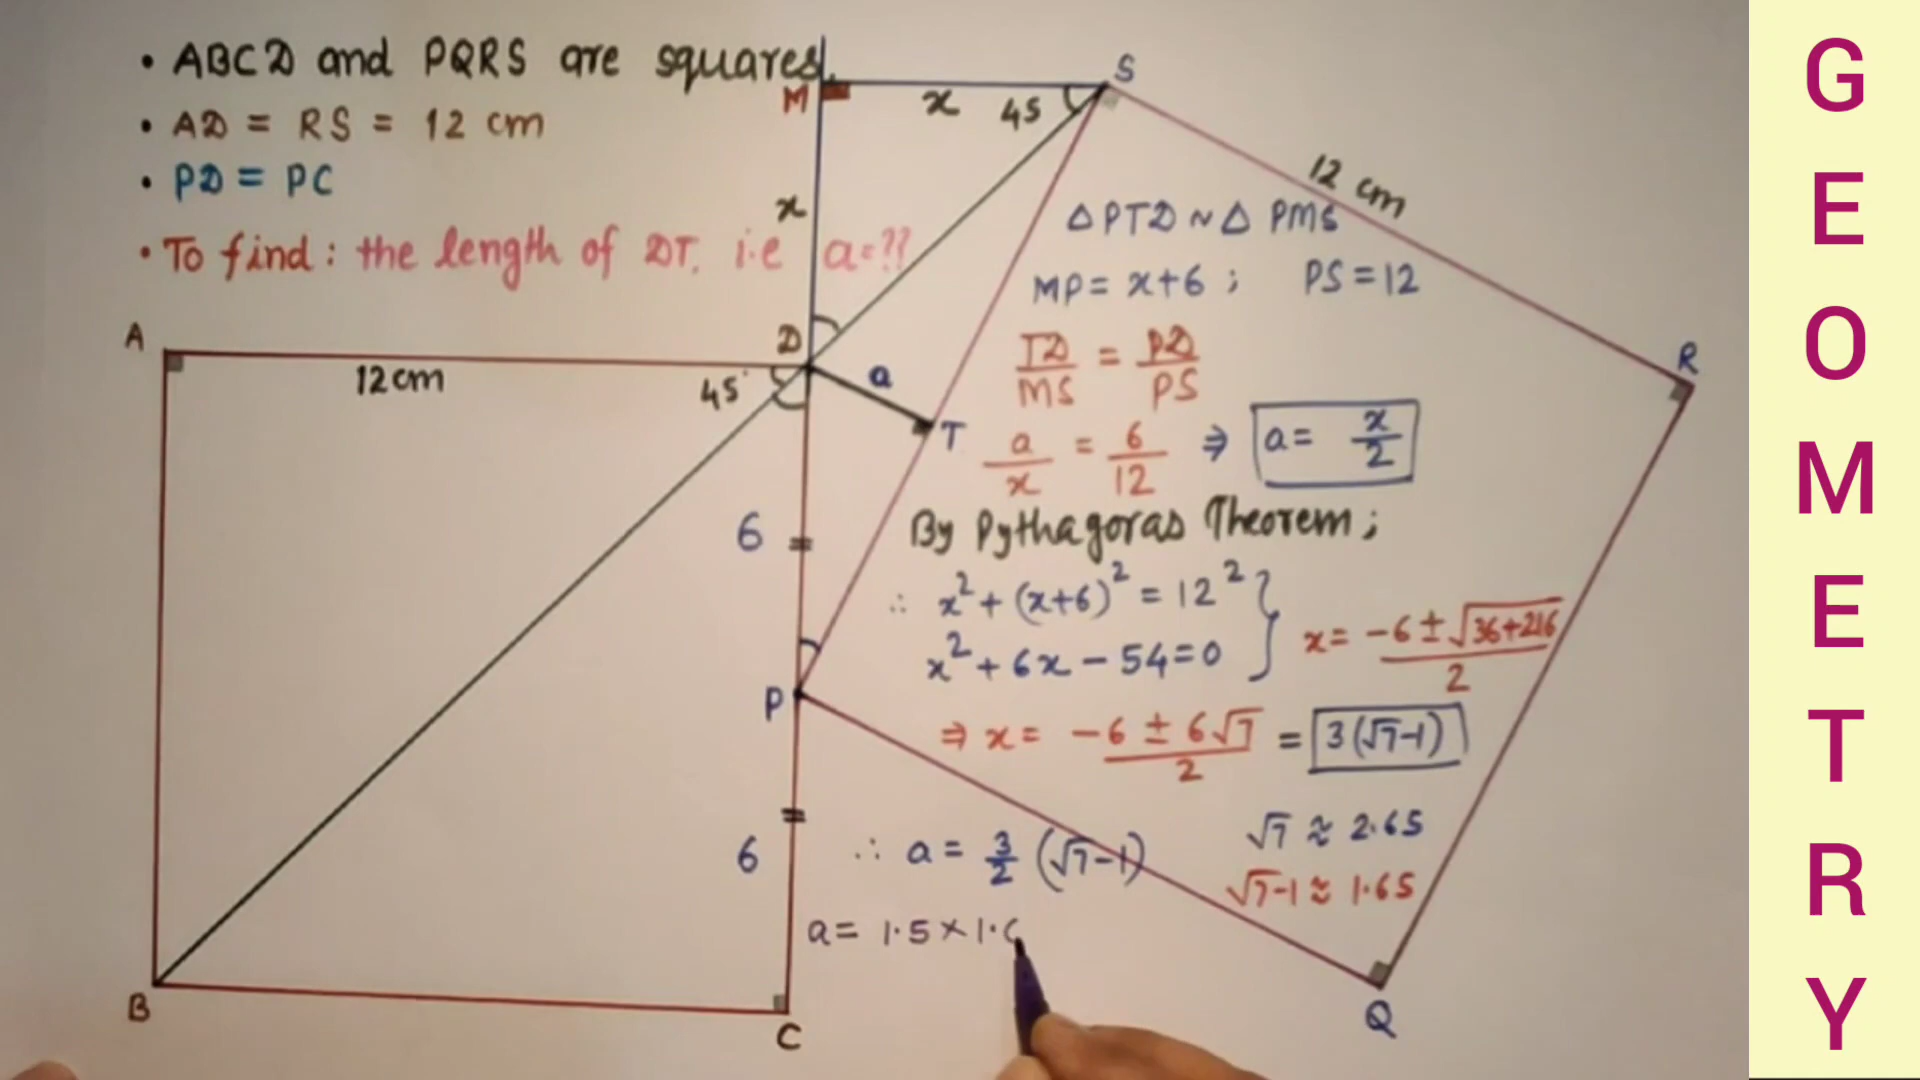 • ABCD and PQRS are squares.
• AD = RS = 12 cm
• PD = PC
• To find : the length of DT. i.e a=??
M
x
45
S
x
12 cm
R
A
12cm
D
45°
a
T
6
P
6
B
C
Q
Δ PTD ~ Δ PMS
MP = x+6 ; PS = 12
TD/MS = PD/PS
a/x = 6/12 ⇒ a = x/2
By Pythagoras Theorem ;
∴ x² + (x+6)² = 12²
x² + 6x – 54 = 0 } x = –6 ± √36+216 / 2
⇒ x = –6 ± 6√7 / 2 = 3(√7–1)
√7 ≈ 2.65
∴ a = 3/2 (√7–1)
√7-1 ≈ 1.65
a = 1.5 × 1.
G
E
O
M
E
T
R
Y